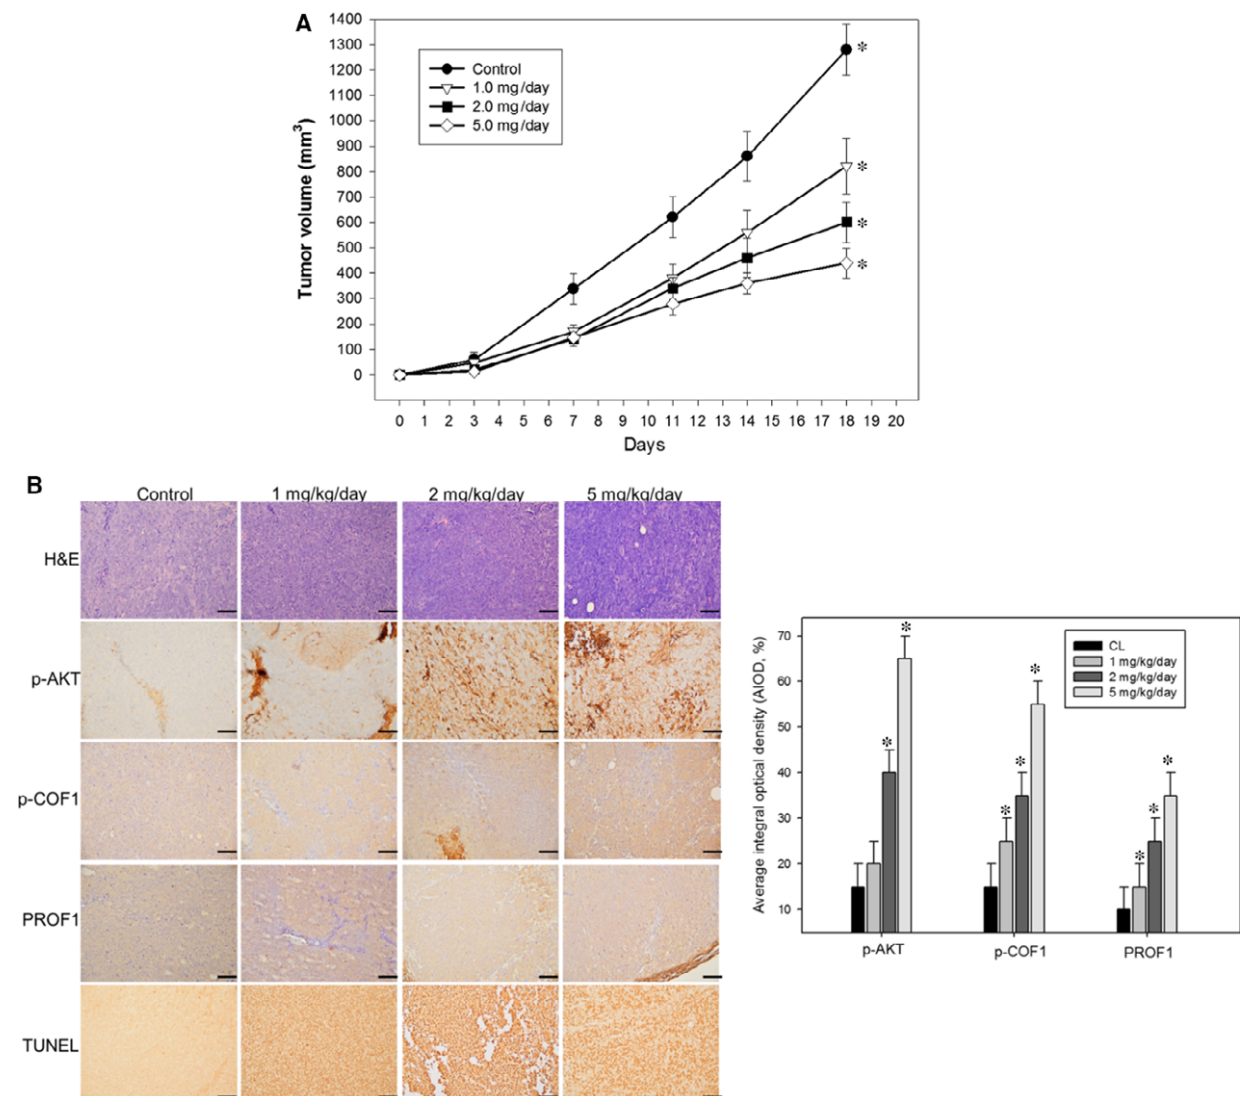 A
1400
1300
1200
1100
1000
900
800
700
600
500
400
300
200
100
0
Tumor volume (mm³)
Control
1.0 mg/day
2.0 mg/day
5.0 mg/day
*
*
*
*
0 1 2 3 5 6 7 8 9 10 11 12 13 14 15 16 17 18 19 20
Days
B
Control 1 mg/kg/day 2 mg/kg/day 5 mg/kg/day
H&E
p-AKT
p-COF1
PROF1
TUNEL
Average integral optical density (AIOD, %)
70
60
50
40
30
20
10
CL
1 mg/kg/day
2 mg/kg/day
5 mg/kg/day
* *
* * *
* * *
p-AKT p-COF1 PROF1